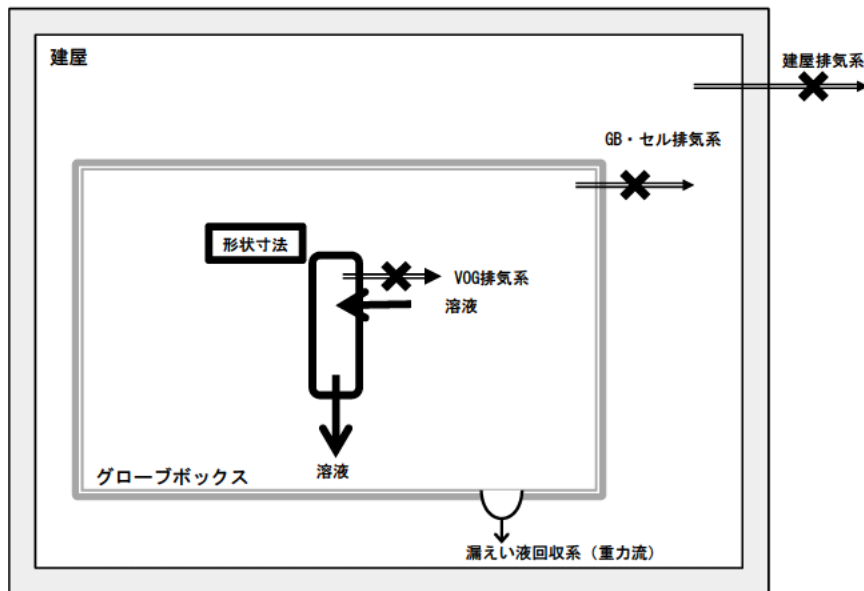 建屋
建屋排気系
GB・セル排気系
形状寸法
VOG排気系
溶液
溶液
グローブボックス
漏えい液回収系（重力流）